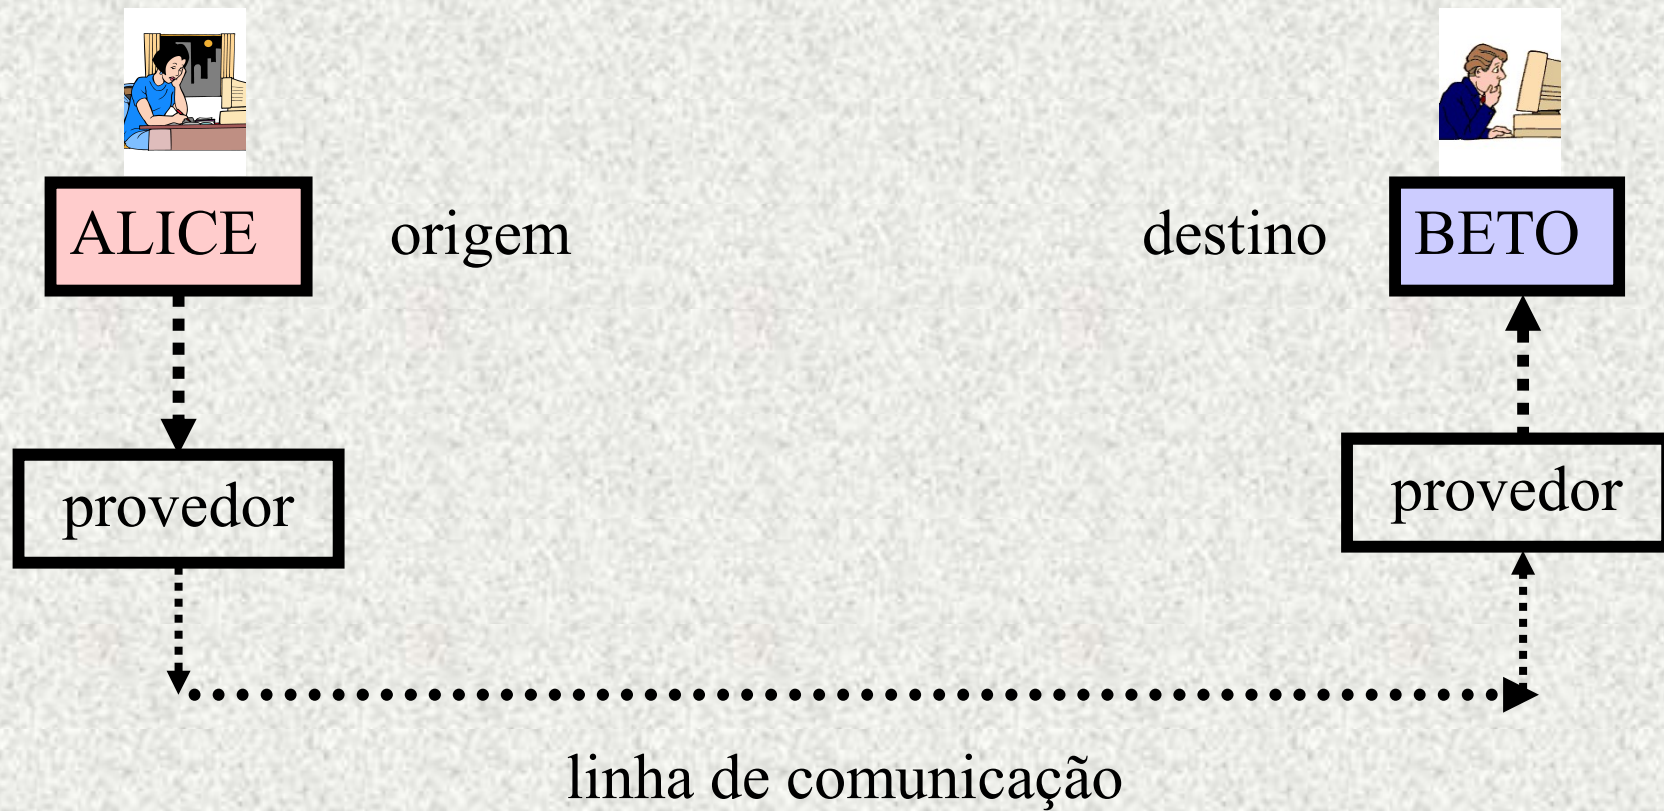 ALICE
origem
destino
BETO
provedor
provedor
linha de comunicação